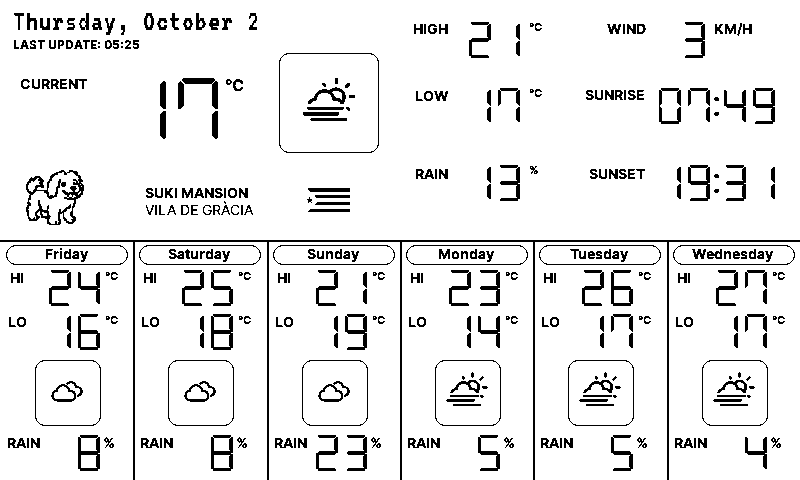 Thursday, October 2
LAST UPDATE: 05:25
CURRENT 17 °C
SUKI MANSION
VILA DE GRÀCIA
HIGH 21 °C
WIND 3 KM/H
LOW 17 °C
SUNRISE 07:49
RAIN 13 %
SUNSET 19:31
Friday
HI 24 °C
LO 16 °C
RAIN 8 %
Saturday
HI 25 °C
LO 18 °C
RAIN 8 %
Sunday
HI 21 °C
LO 19 °C
RAIN 23 %
Monday
HI 23 °C
LO 14 °C
RAIN 5 %
Tuesday
HI 26 °C
LO 17 °C
RAIN 5 %
Wednesday
HI 27 °C
LO 17 °C
RAIN 4 %